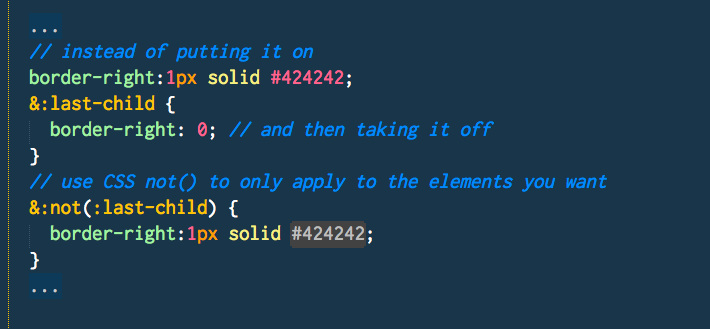 ...
// instead of putting it on
border-right:1px solid #424242;
&:last-child {
  border-right: 0; // and then taking it off
}
// use CSS not() to only apply to the elements you want
&:not(:last-child) {
  border-right:1px solid #424242;
}
...